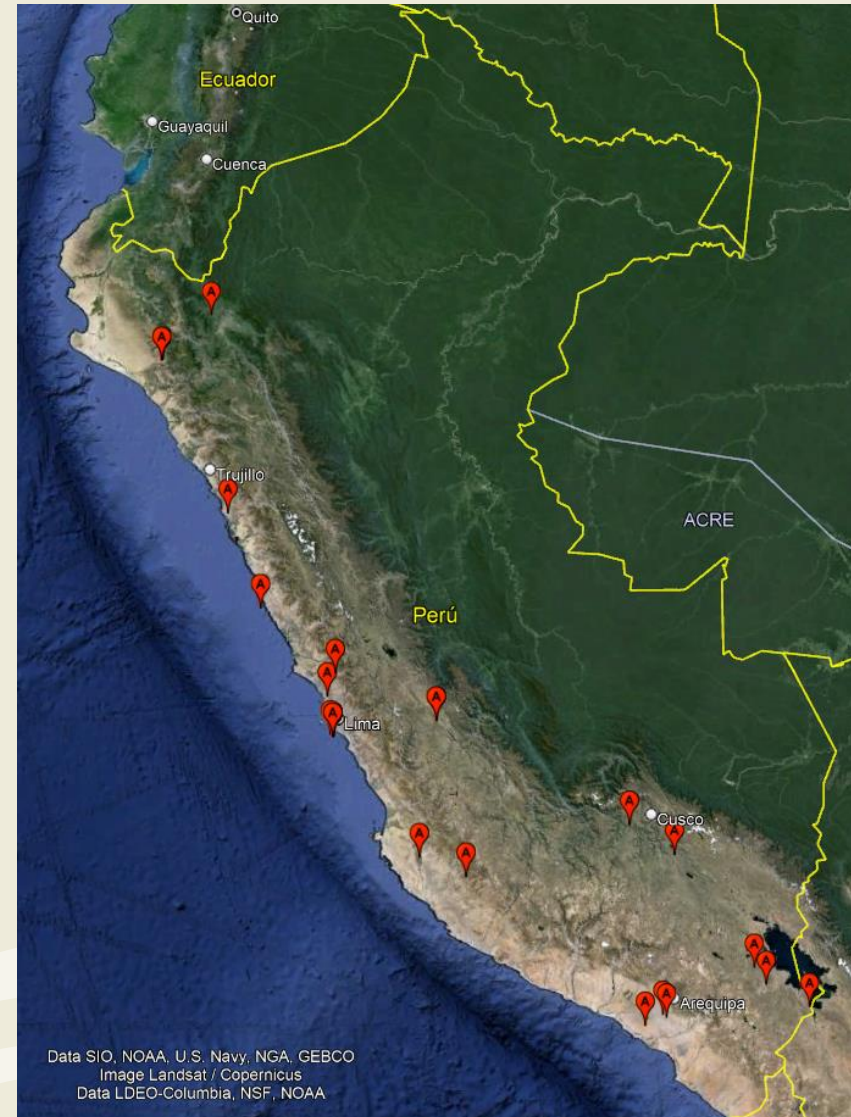 Quito
Ecuador
Guayaquil
Cuenca
A
A
Trujillo
A
ACRE
A
Perú
A
A
A
A
Lima
A
Cusco
A
A
A
A
A
A
A
Arequipa
A
Data SIO, NOAA, U.S. Navy, NGA, GEBCO
Image Landsat / Copernicus
Data LDEO-Columbia, NSF, NOAA